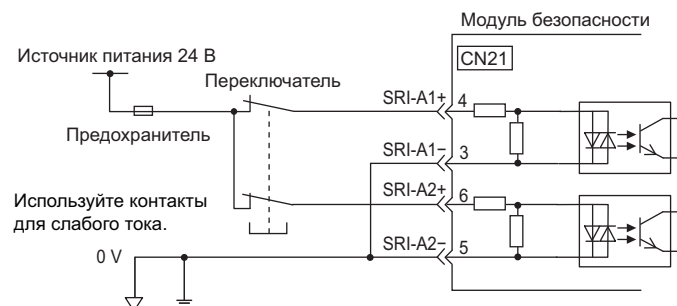 Модуль безопасности
Источник питания 24 В
CN21
Переключатель
SRI-A1+ 4
Предохранитель
SRI-A1− 3
Используйте контакты
для слабого тока.
SRI-A2+ 6
0 V
SRI-A2− 5